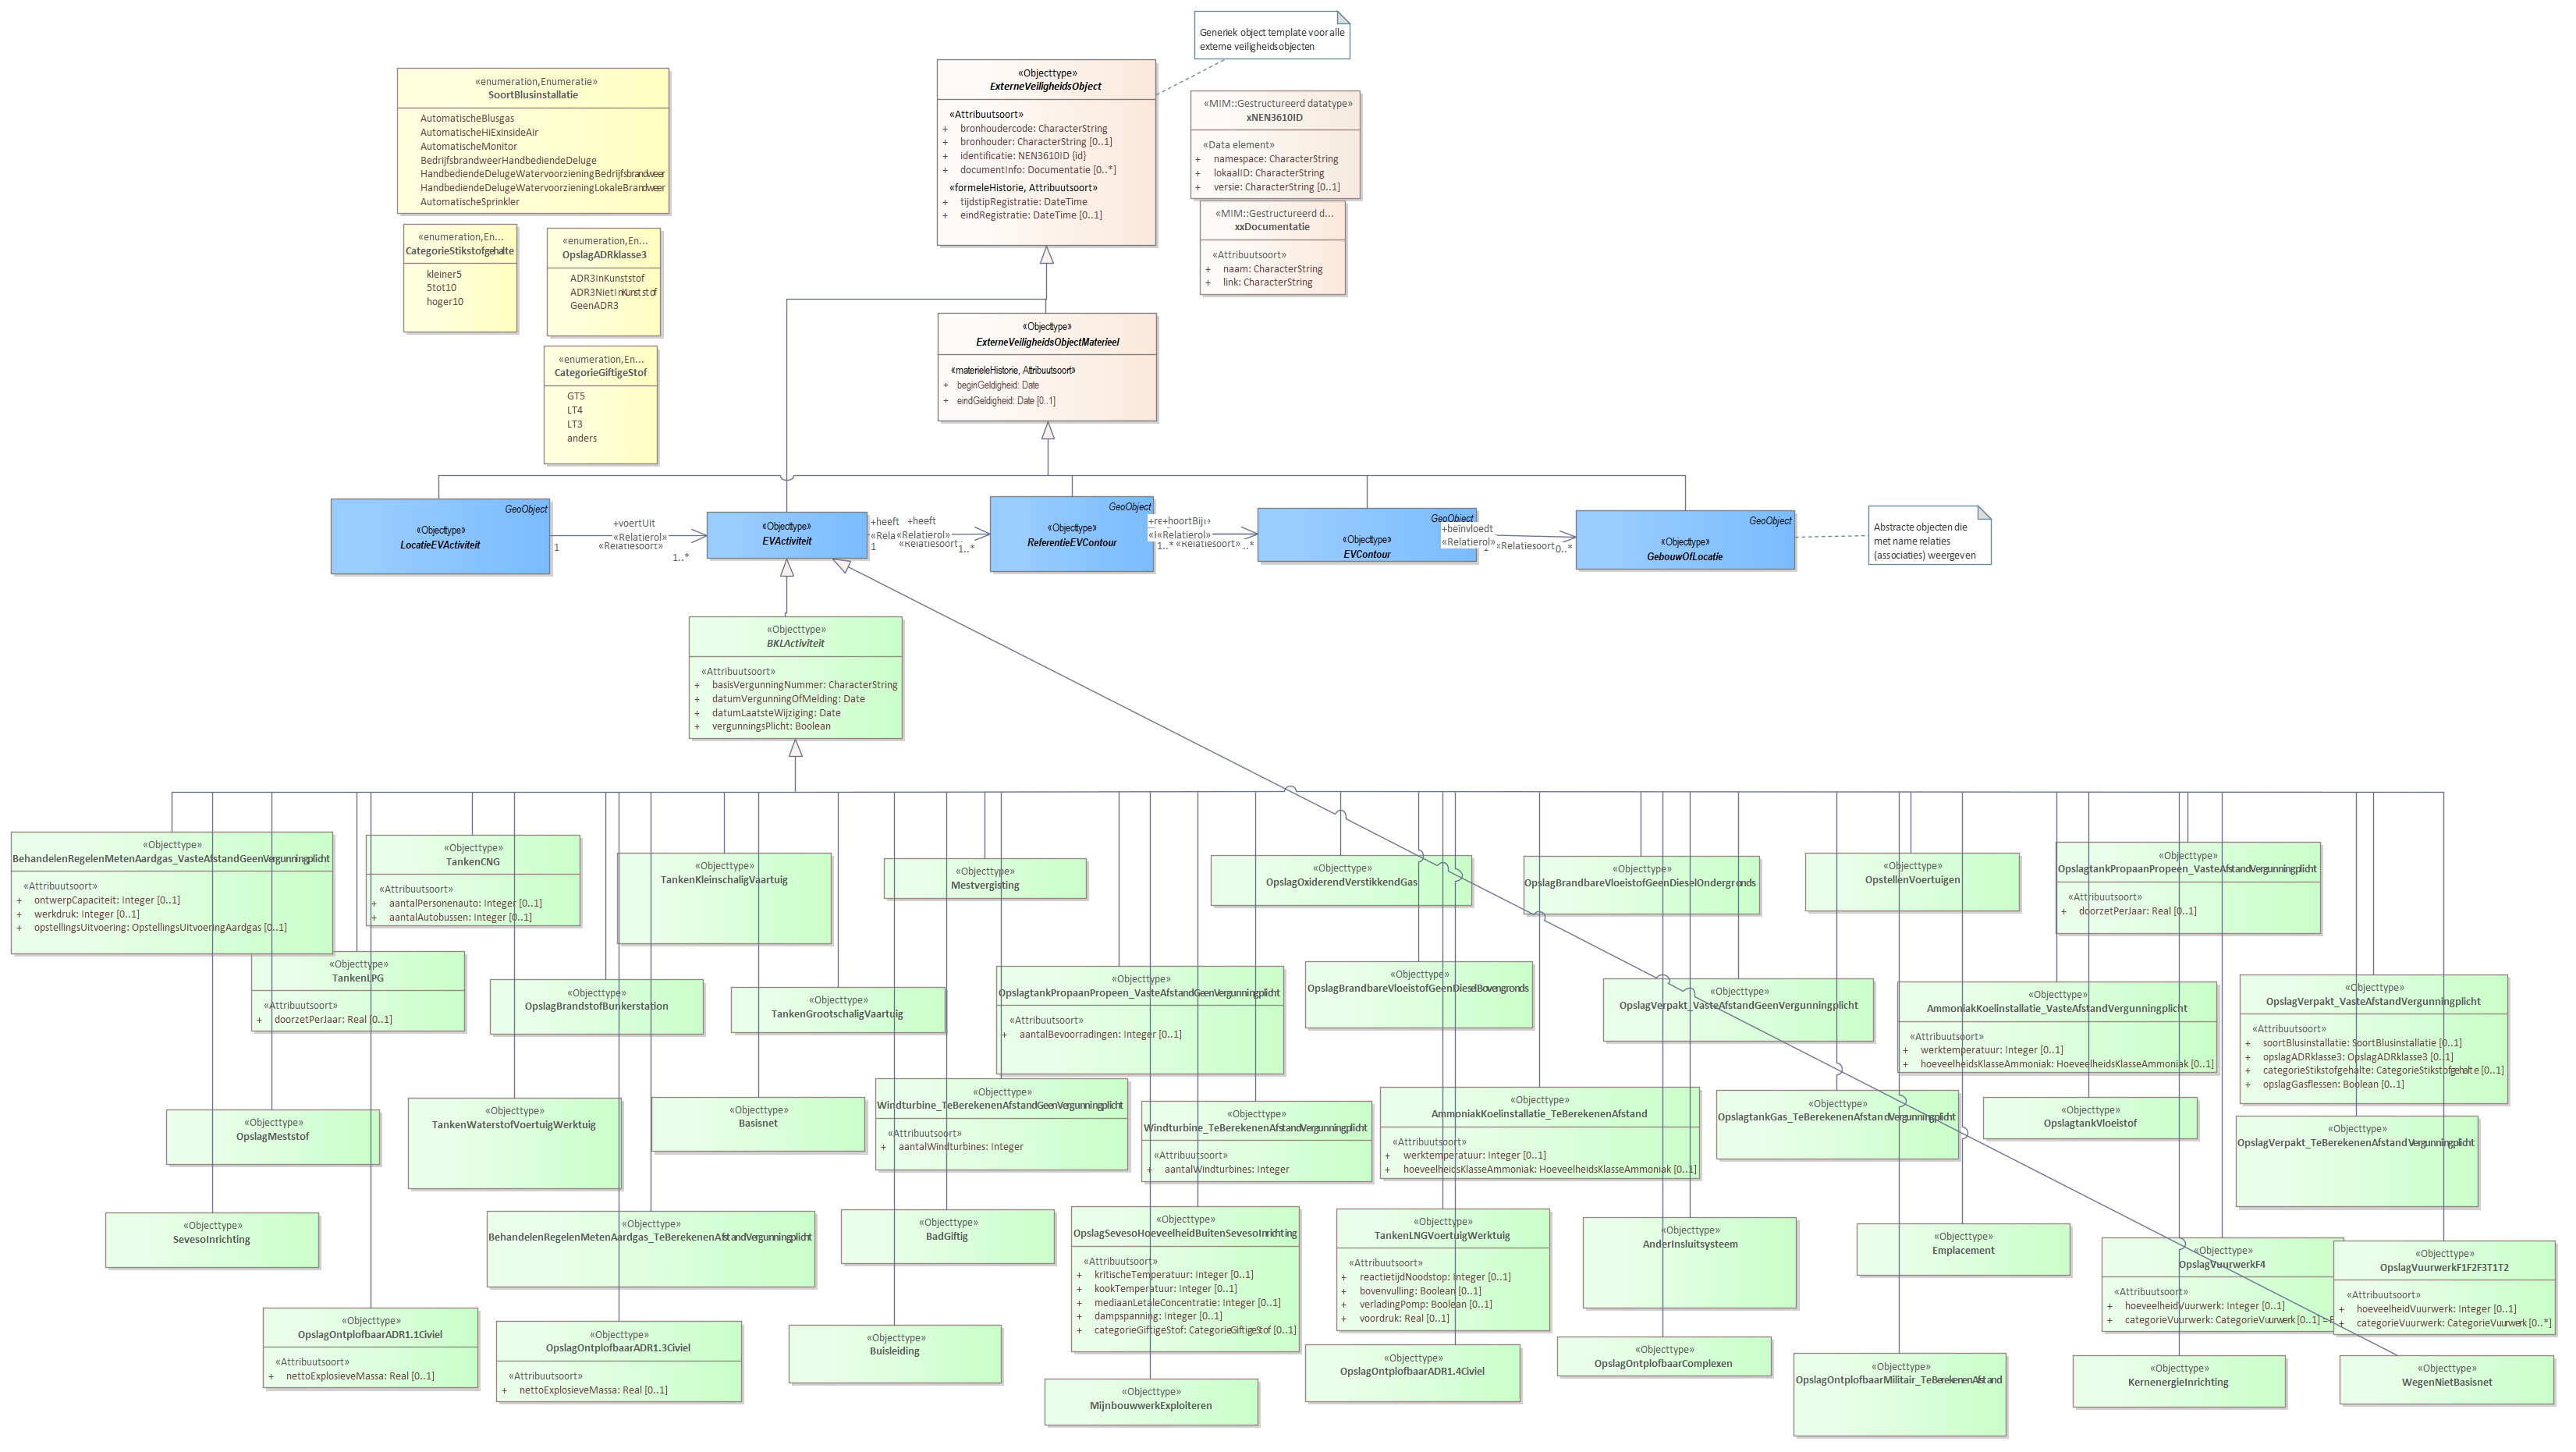 Generiek object template voor alle
externe veiligheidsobjecten
«enumeration,Enumeratie»
SoortBlusinstallatie
AutomatischeBlusgas
AutomatischeHiExinsideAir
AutomatischeMonitor
BedrijfsbrandweerHandbediendeDeluge
HandbediendeDelugeWatervoorzieningBedrijfsbrandweer
HandbediendeDelugeWatervoorzieningLokaleBrandweer
AutomatischeSprinkler
«enumeration,En...
CategorieStikstofgehalte
kleiner5
5tot10
hoger10
«enumeration,En...
OpslagADRklasse3
ADR3InKunststof
ADR3NietInKunststof
GeenADR3
«enumeration,En...
CategorieGiftigeStof
GT5
LT4
LT3
anders
«Objecttype»
ExterneVeiligheidsObject
«Attribuutsoort»
+ bronhoudercode: CharacterString
+ bronhouder: CharacterString [0..1]
+ identificatie: NEN3610ID {id}
+ documentInfo: Documentatie [0..*]
«formeleHistorie, Attribuutsoort»
+ tijdstipRegistratie: DateTime
+ eindRegistratie: DateTime [0..1]
«MIM::Gestructureerd datatype»
xNEN3610ID
«Data element»
+ namespace: CharacterString
+ lokaalID: CharacterString
+ versie: CharacterString [0..1]
«MIM::Gestructureerd d...
xxDocumentatie
«Attribuutsoort»
+ naam: CharacterString
+ link: CharacterString
«Objecttype»
ExterneVeiligheidsObjectMaterieel
«materieleHistorie, Attribuutsoort»
+ beginGeldigheid: Date
+ eindGeldigheid: Date [0..1]
GeoObject
«Objecttype»
LocatieEVActiviteit
+voertUit
«Relatierol»
«Relatiesoort»
1
1..*
«Objecttype»
EVActiviteit
+heeft
1
+heeft
«Relatierol»
«Relatiesoort»
1..*
GeoObject
«Objecttype»
ReferentieEVContour
+hoortBij
«Relatierol»
1..*
«Relatiesoort»
..*
GeoObject
«Objecttype»
EVContour
+beinvloedt
«Relatierol»
«Relatiesoort»
0..*
GeoObject
«Objecttype»
GebouwOfLocatie
Abstracte objecten die
met name relaties
(associaties) weergeven
«Objecttype»
BKLActiviteit
«Attribuutsoort»
+ basisVergunningNummer: CharacterString
+ datumVergunningOfMelding: Date
+ datumLaatsteWijziging: Date
+ vergunningsPlicht: Boolean
«Objecttype»
BehandelenRegelenMetenAardgas_VasteAfstandGeenVergunningplicht
«Attribuutsoort»
+ ontwerpCapaciteit: Integer [0..1]
+ werkdruk: Integer [0..1]
+ opstellingsUitvoering: OpstellingsUitvoeringAardgas [0..1]
«Objecttype»
TankenCNG
«Attribuutsoort»
+ aantalPersonenauto: Integer [0..1]
+ aantalAutobussen: Integer [0..1]
«Objecttype»
TankenKleinschaligVaartuig
«Objecttype»
Mestvergisting
«Objecttype»
OpslagOxiderendVerstikkendGas
«Objecttype»
OpslagBrandbareVloeistofGeenDieselOndergronds
«Objecttype»
OpstellenVoertuigen
«Objecttype»
OpslagtankPropaanPropeen_VasteAfstandVergunningplicht
«Attribuutsoort»
+ doorzetPerJaar: Real [0..1]
«Objecttype»
TankenLPG
«Attribuutsoort»
+ doorzetPerJaar: Real [0..1]
«Objecttype»
OpslagBrandstofBunkerstation
«Objecttype»
TankenGrootschaligVaartuig
«Objecttype»
OpslagtankPropaanPropeen_VasteAfstandGeenVergunningplicht
«Attribuutsoort»
+ aantalBevoorradingen: Integer [0..1]
«Objecttype»
OpslagBrandbareVloeistofGeenDieselBovengronds
«Objecttype»
OpslagVerpakt_VasteAfstandGeenVergunningplicht
«Objecttype»
AmmoniakKoelinstallatie_VasteAfstandVergunningplicht
«Attribuutsoort»
+ werktemperatuur: Integer [0..1]
+ hoeveelheidsKlasseAmmoniak: HoeveelheidsKlasseAmmoniak [0..1]
«Objecttype»
OpslagVerpakt_VasteAfstandVergunningplicht
«Attribuutsoort»
+ soortBlusinstallatie: SoortBlusinstallatie [0..1]
+ opslagADRklasse3: OpslagADRklasse3 [0..1]
+ categorieStikstofgehalte: CategorieStikstofgehalte [0..1]
+ opslagGasflessen: Boolean [0..1]
«Objecttype»
OpslagMeststof
«Objecttype»
TankenWaterstofVoertuigWerktuig
«Objecttype»
Basisnet
«Objecttype»
Windturbine_TeBerekenenAfstandGeenVergunningplicht
«Attribuutsoort»
+ aantalWindturbines: Integer
«Objecttype»
Windturbine_TeBerekenenAfstandVergunningplicht
«Attribuutsoort»
+ aantalWindturbines: Integer
«Objecttype»
AmmoniakKoelinstallatie_TeBerekenenAfstand
«Attribuutsoort»
+ werktemperatuur: Integer [0..1]
+ hoeveelheidsKlasseAmmoniak: HoeveelheidsKlasseAmmoniak [0..1]
«Objecttype»
OpslagtankGas_TeBerekenenAfstandVergunningplicht
«Objecttype»
OpslagtankVloeistof
«Objecttype»
OpslagVerpakt_TeBerekenenAfstandVergunningplicht
«Objecttype»
SevesoInrichting
«Objecttype»
BehandelenRegelenMetenAardgas_TeBerekenenAfstandVergunningplicht
«Objecttype»
BadGiftig
«Objecttype»
OpslagSevesoHoeveelheidBuitenSevesoInrichting
«Attribuutsoort»
+ kritischeTemperatuur: Integer [0..1]
+ kookTemperatuur: Integer [0..1]
+ mediaanLetaleConcentratie: Integer [0..1]
+ dampspanning: Integer [0..1]
+ categorieGiftigeStof: CategorieGiftigeStof [0..1]
«Objecttype»
TankenLNGVoertuigWerktuig
«Attribuutsoort»
+ reactietijdNoodstop: Integer [0..1]
+ bovenvulling: Boolean [0..1]
+ verladingPomp: Boolean [0..1]
+ voordruk: Real [0..1]
«Objecttype»
AnderInsluitsysteem
«Objecttype»
Emplacement
«Objecttype»
OpslagVuurwerkF4
«Attribuutsoort»
+ hoeveelheidVuurwerk: Integer [0..1]
+ categorieVuurwerk: CategorieVuurwerk [0..1] =
«Objecttype»
OpslagVuurwerkF1F2F3T1T2
«Attribuutsoort»
+ hoeveelheidVuurwerk: Integer [0..1]
+ categorieVuurwerk: CategorieVuurwerk [0..*]
«Objecttype»
OpslagOntplofbaarADR1.1Civiel
«Attribuutsoort»
+ nettoExplosieveMassa: Real [0..1]
«Objecttype»
OpslagOntplofbaarADR1.3Civiel
«Attribuutsoort»
+ nettoExplosieveMassa: Real [0..1]
«Objecttype»
Buisleiding
«Objecttype»
MijnbouwwerkExploiteren
«Objecttype»
OpslagOntplofbaarADR1.4Civiel
«Objecttype»
OpslagOntplofbaarComplexen
«Objecttype»
OpslagOntplofbaarMilitair_TeBerekenenAfstand
«Objecttype»
KernenergieInrichting
«Objecttype»
WegenNietBasisnet